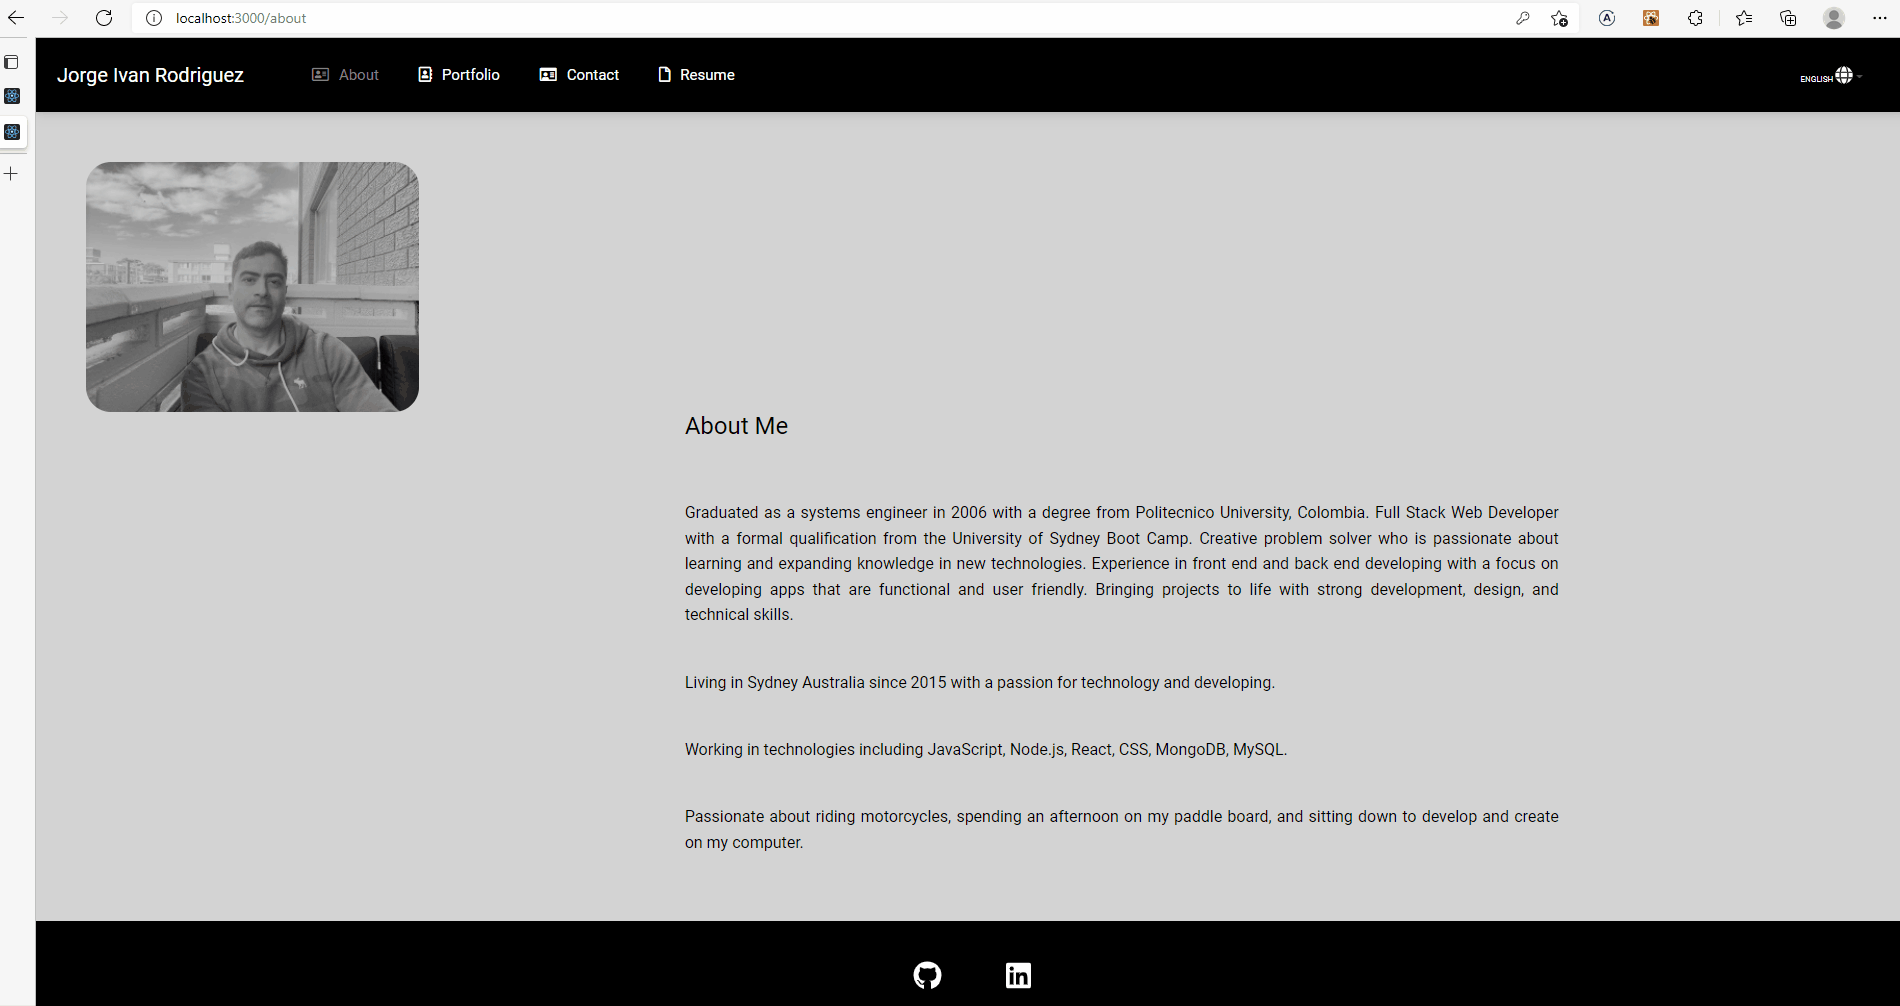 localhost:3000/about
Jorge Ivan Rodriguez
About
Portfolio
Contact
Resume
ENGLISH
About Me
Graduated as a systems engineer in 2006 with a degree from Politecnico University, Colombia. Full Stack Web Developer
with a formal qualification from the University of Sydney Boot Camp. Creative problem solver who is passionate about
learning and expanding knowledge in new technologies. Experience in front end and back end developing with a focus on
developing apps that are functional and user friendly. Bringing projects to life with strong development, design, and
technical skills.
Living in Sydney Australia since 2015 with a passion for technology and developing.
Working in technologies including JavaScript, Node.js, React, CSS, MongoDB, MySQL.
Passionate about riding motorcycles, spending an afternoon on my paddle board, and sitting down to develop and create
on my computer.
in